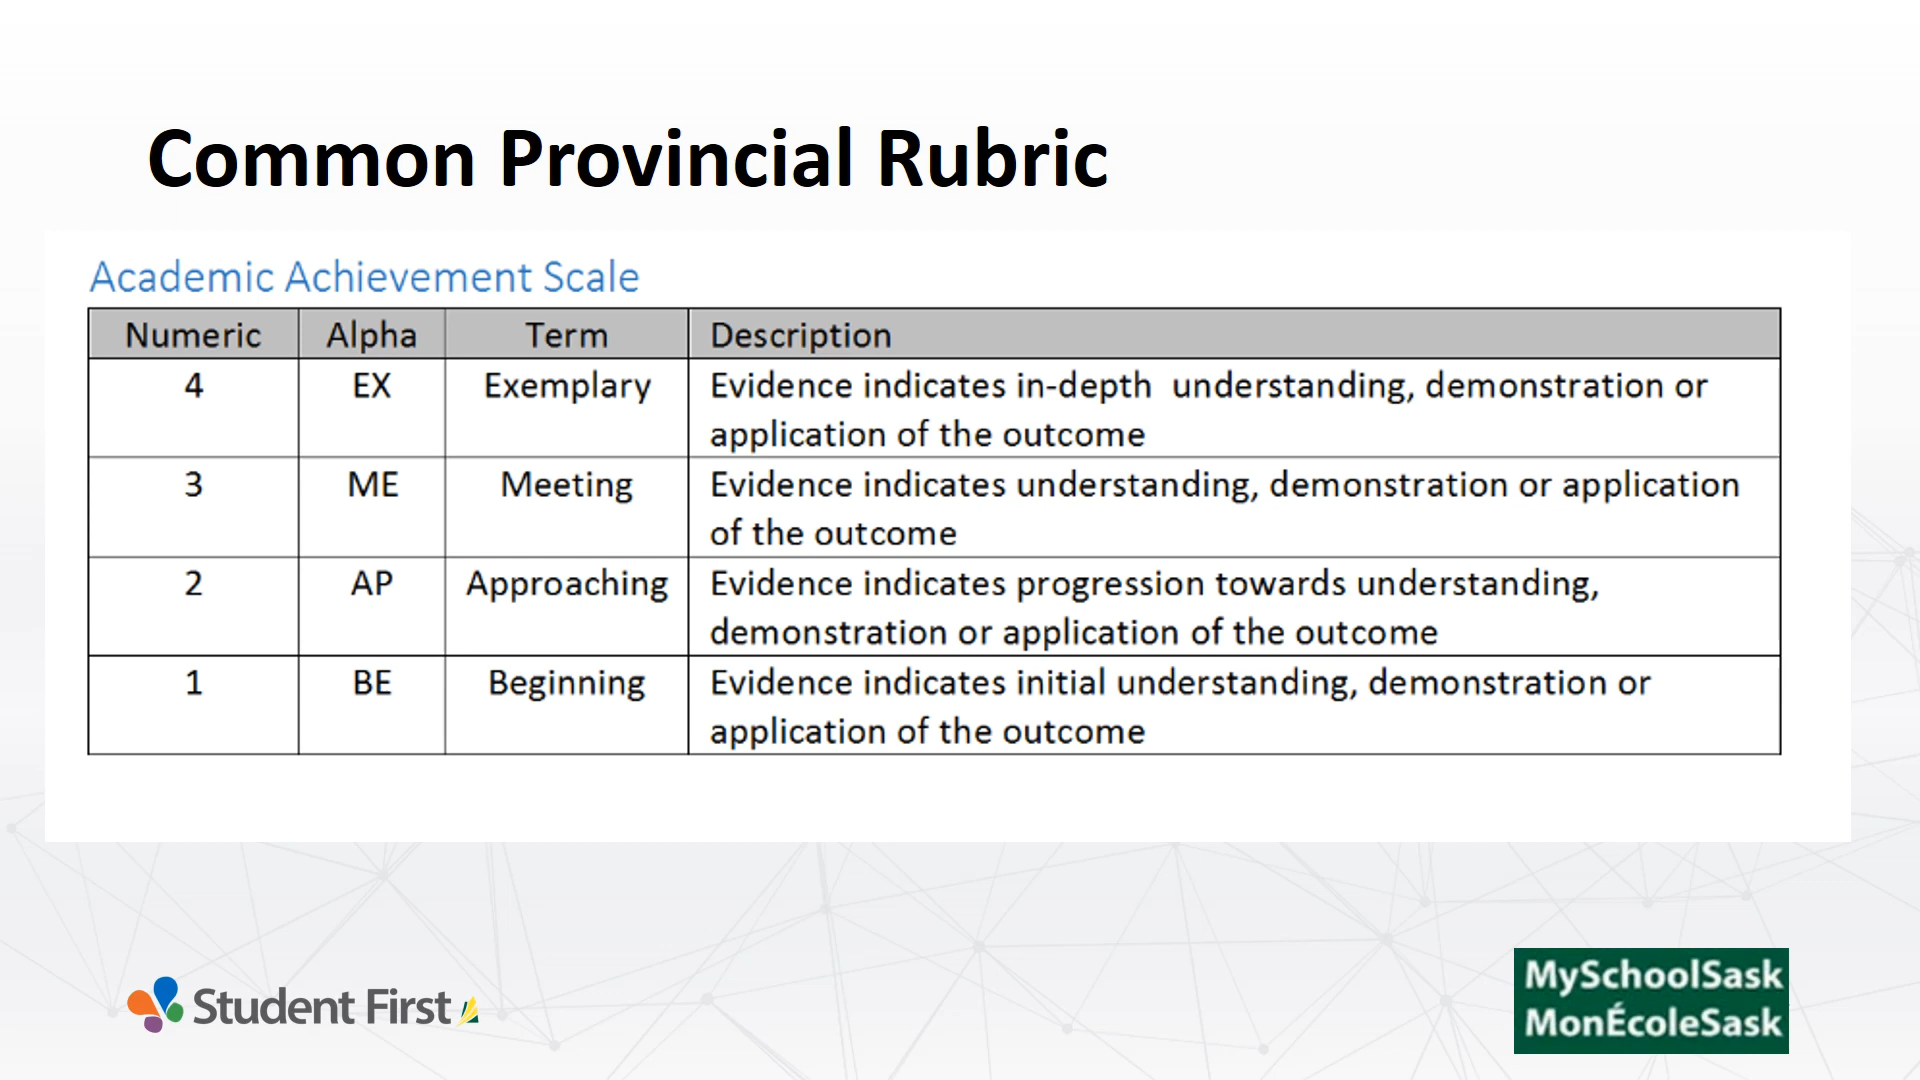 Common Provincial Rubric
Academic Achievement Scale
Numeric Alpha Term Description
4 EX Exemplary Evidence indicates in-depth  understanding, demonstration or
application of the outcome
3 ME Meeting Evidence indicates understanding, demonstration or application
of the outcome
2 AP Approaching Evidence indicates progression towards understanding,
demonstration or application of the outcome
1 BE Beginning Evidence indicates initial understanding, demonstration or
application of the outcome
Student First
MySchoolSask
MonÉcoleSask